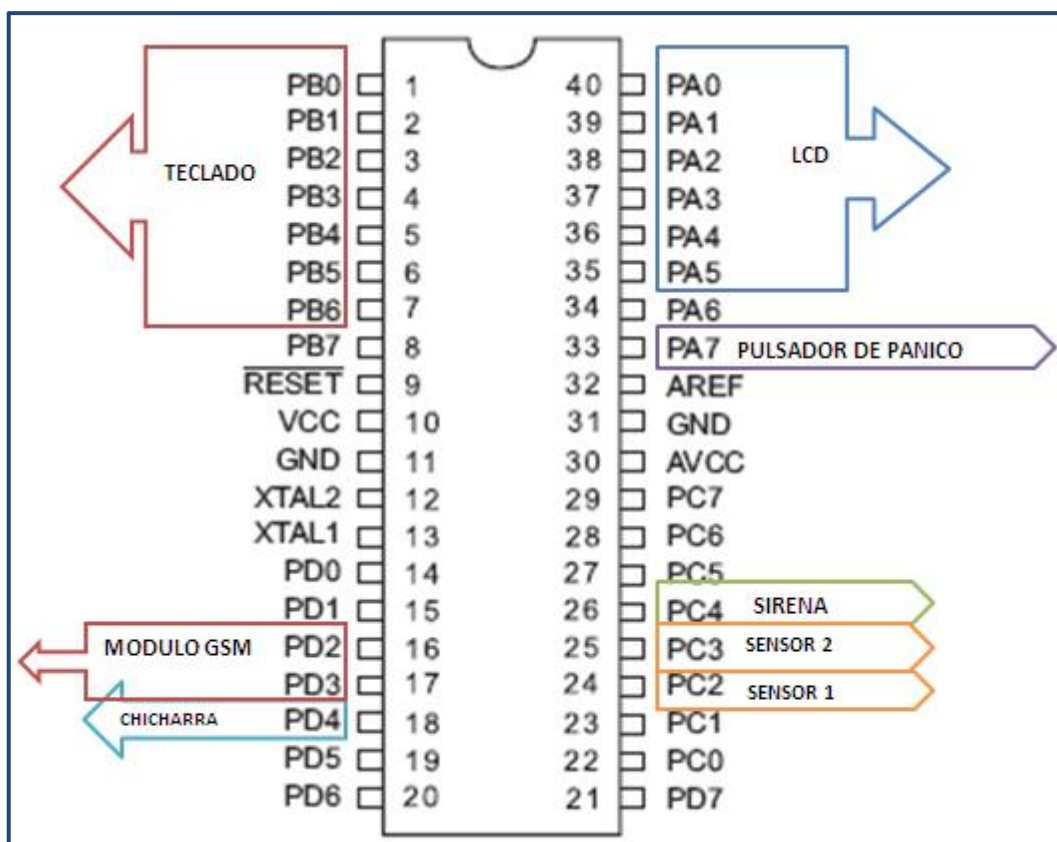 TECLADO
PB0 1
PB1 2
PB2 3
PB3 4
PB4 5
PB5 6
PB6 7
PB7 8
RESET 9
VCC 10
GND 11
XTAL2 12
XTAL1 13
PD0 14
PD1 15
MODULO GSM
PD2 16
PD3 17
CHICHARRA
PD4 18
PD5 19
PD6 20
40 PA0
39 PA1
38 PA2
LCD
37 PA3
36 PA4
35 PA5
34 PA6
33 PA7 PULSADOR DE PANICO
32 AREF
31 GND
30 AVCC
29 PC7
28 PC6
27 PC5
26 PC4 SIRENA
25 PC3 SENSOR 2
24 PC2 SENSOR 1
23 PC1
22 PC0
21 PD7